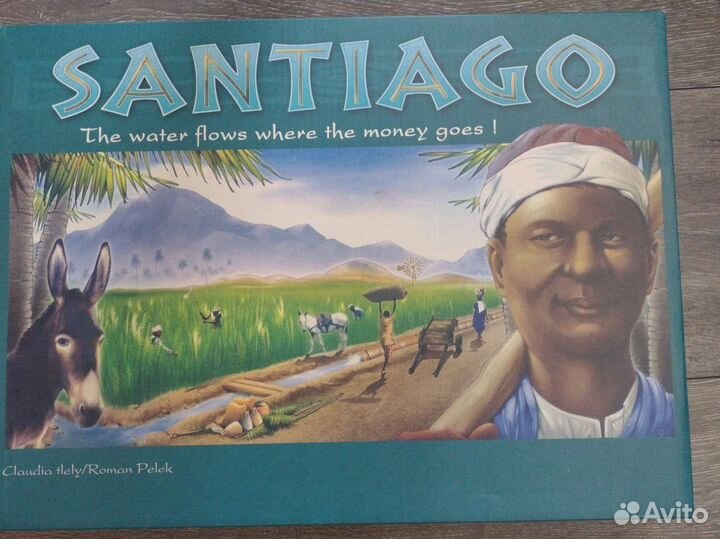 SANTIAGO
The water flows where the money goes !
Claudia Hely/Roman Pelek
Avito